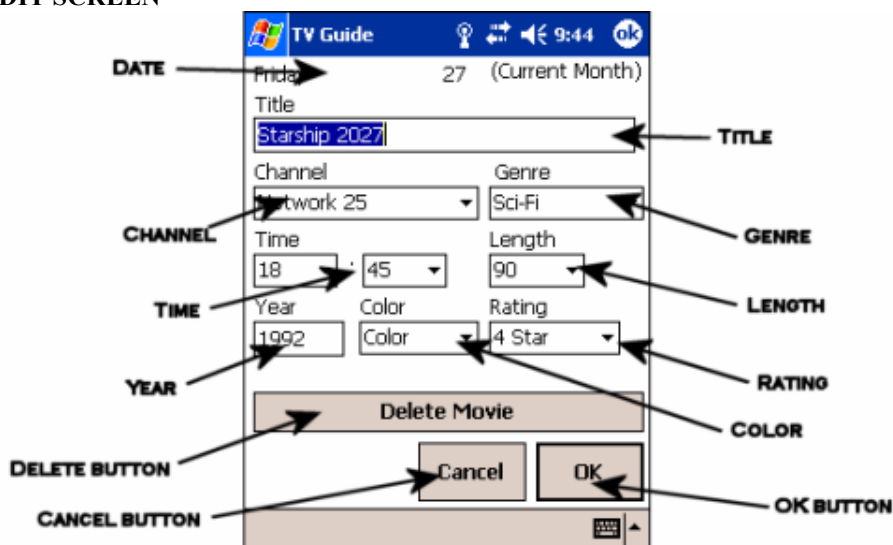 DIT SCREEN
TV Guide 9:44 ok
DATE
Friday 27 (Current Month)
Title
Starship 2027
TITLE
Channel Genre
Network 25 Sci-Fi
CHANNEL
GENRE
Time Length
18 : 45 90
TIME
LENGTH
Year Color Rating
1992 Color 4 Star
YEAR
RATING
Delete Movie
COLOR
DELETE BUTTON
Cancel OK
CANCEL BUTTON
OK BUTTON